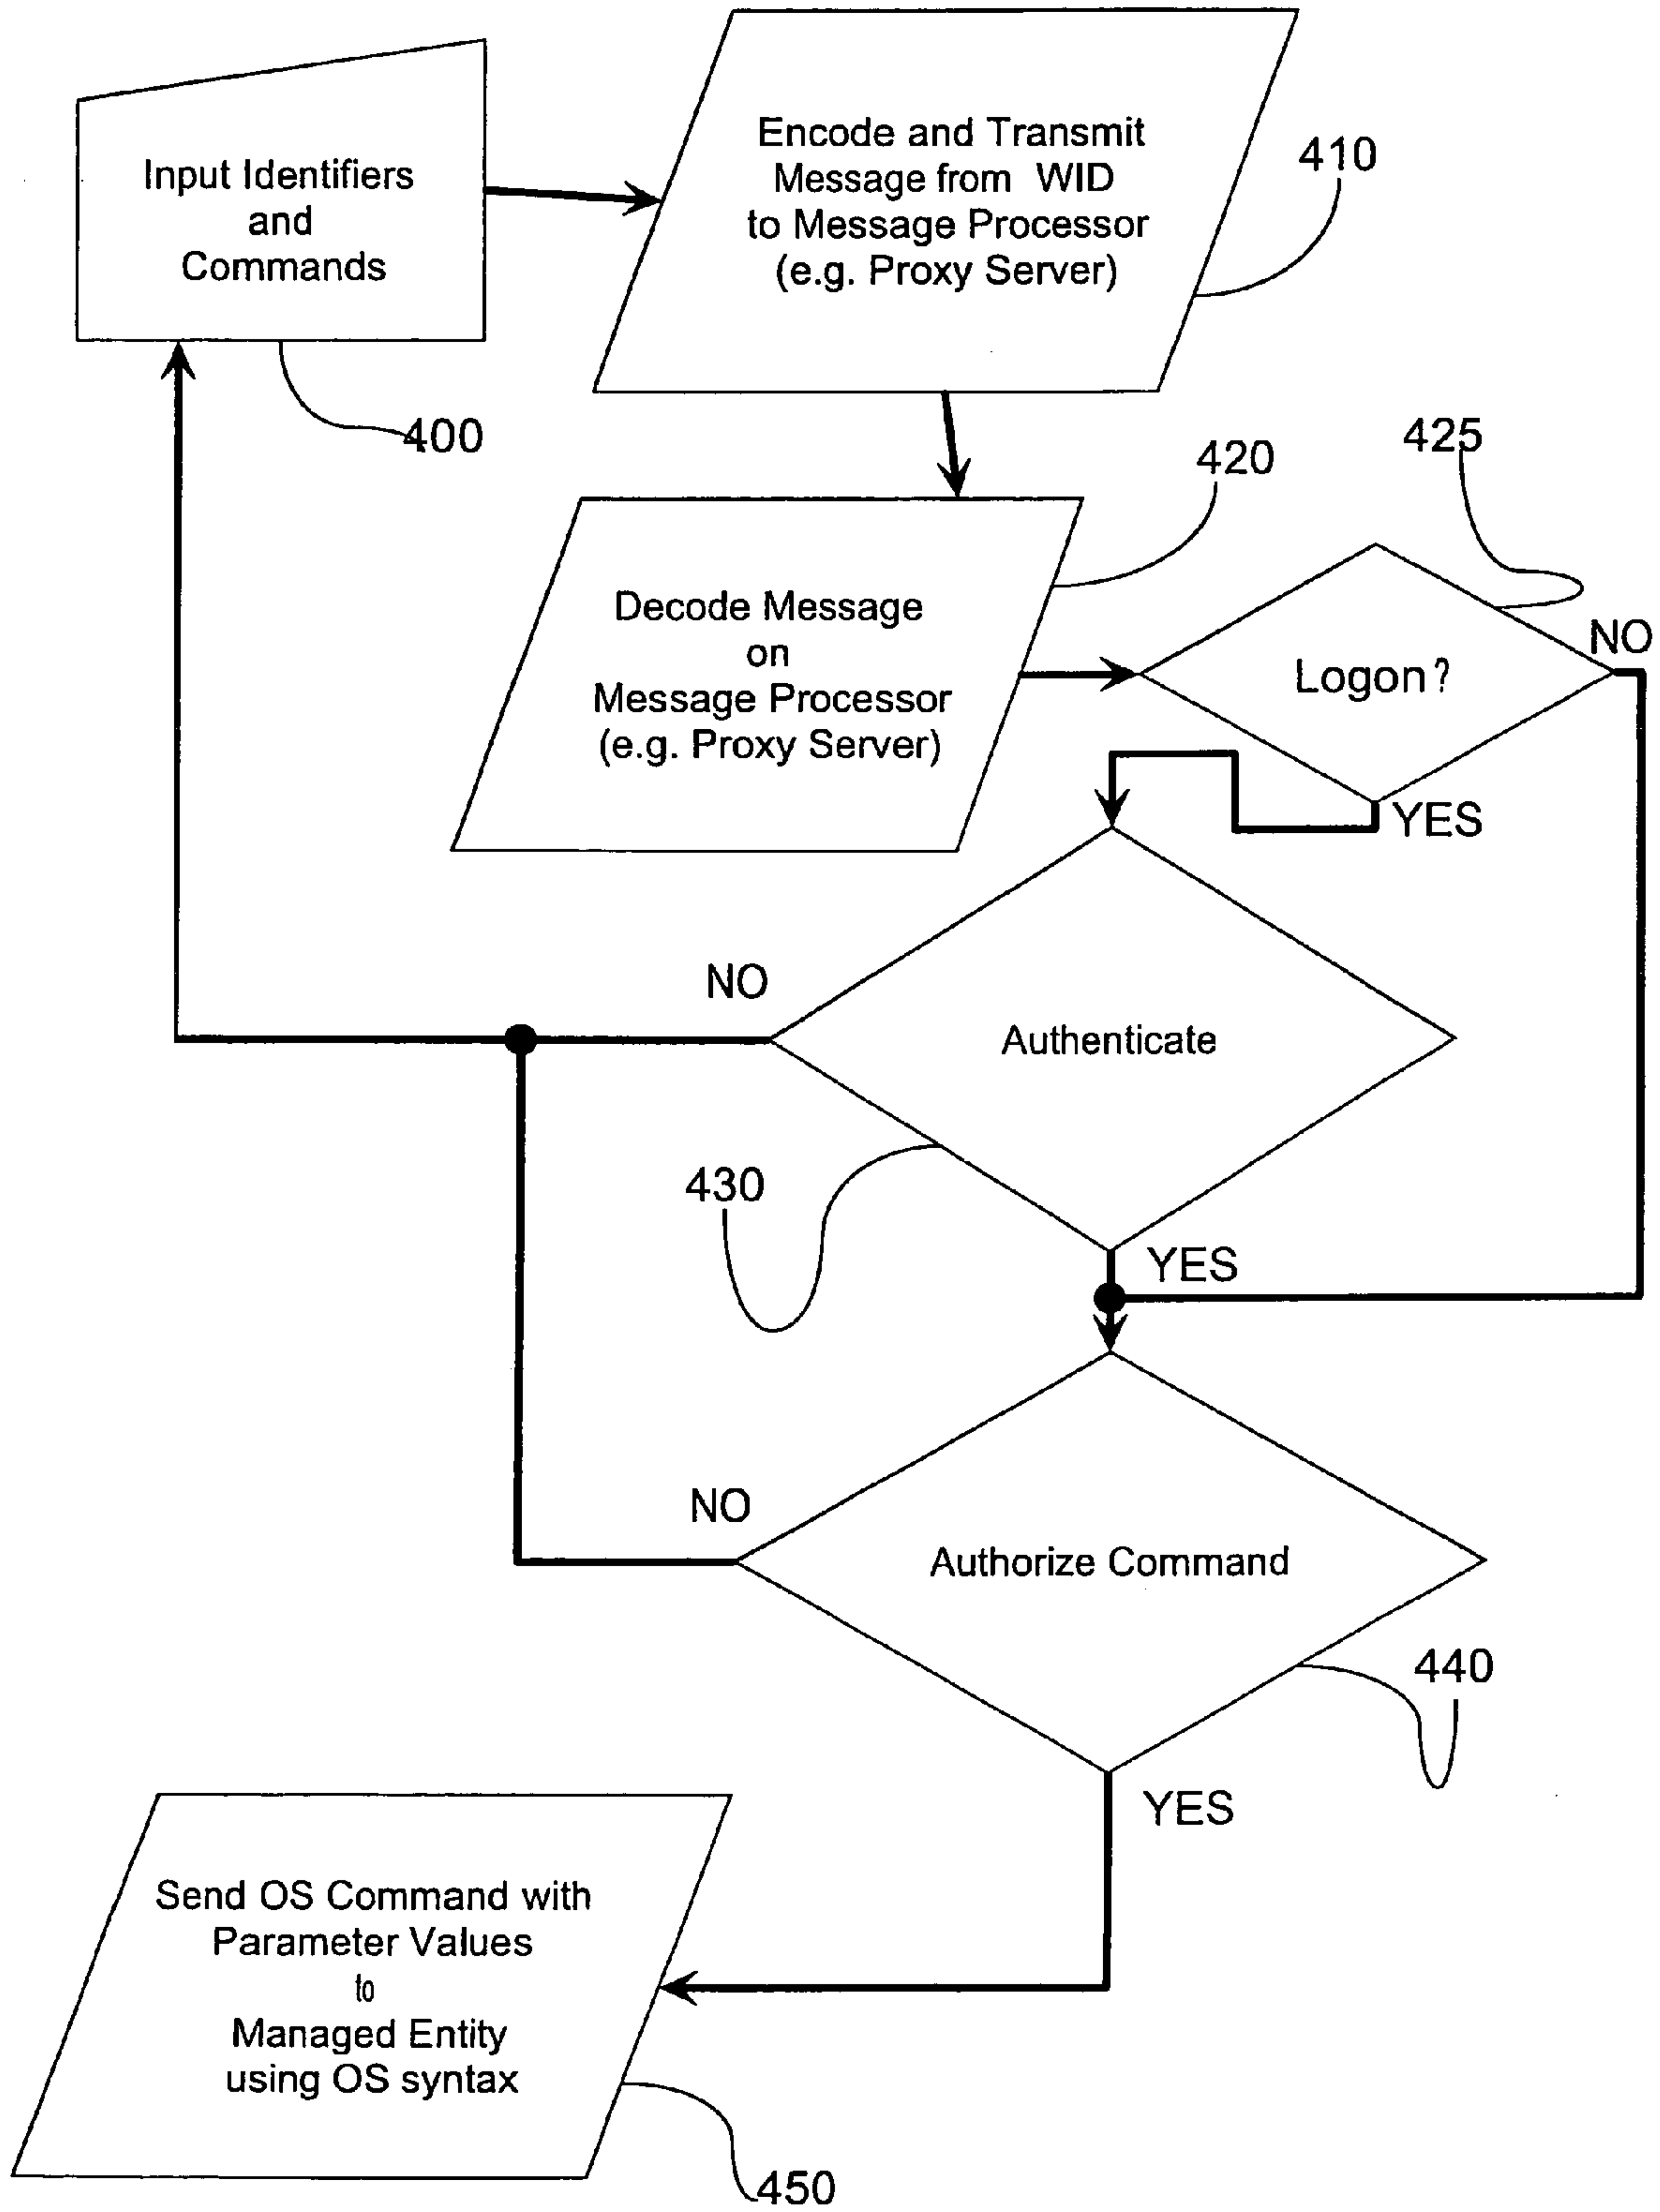 Input Identifiers
and
Commands
400
Encode and Transmit
Message from WID
to Message Processor
(e.g. Proxy Server)
410
Decode Message
on
Message Processor
(e.g. Proxy Server)
420
425
Logon?
NO
YES
Authenticate
NO
430
YES
Authorize Command
NO
440
YES
Send OS Command with
Parameter Values
to
Managed Entity
using OS syntax
450